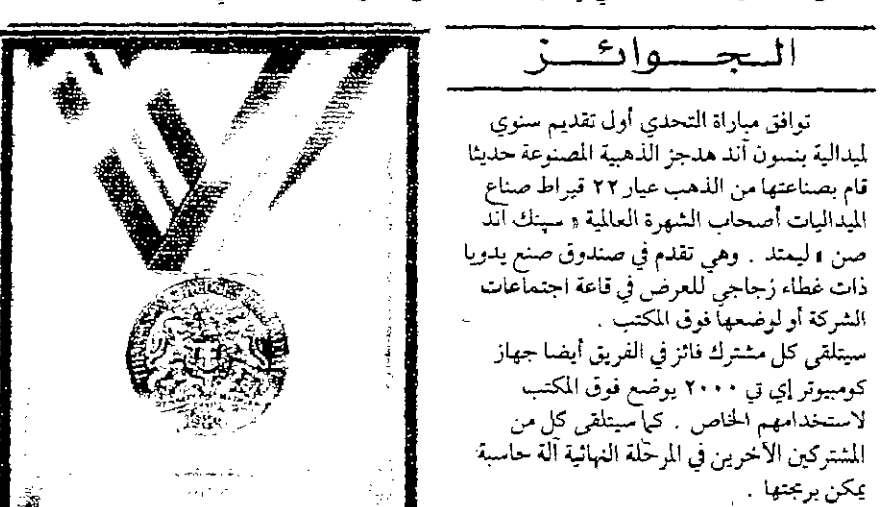 الجوائز
توافق مباراة التحدي أول تقديم سنوي
لميدالية بنسون آند هدجز الذهبية المصنوعة حديثا
قام بصناعتها من الذهب عيار ٢٢ قيراط صناع
الميداليات أصحاب الشهرة العالمية « سبنك اند
صن » ليمتد . وهي تقدم في صندوق صنع يدويا
ذات غطاء زجاجي للعرض في قاعة اجتماعات
الشركة أو لوضعها فوق المكتب .
سيتلقى كل مشترك فائز في الفريق أيضا جهاز
كومبيوتر إي تي ٢٠٠٠ يوضع فوق المكتب
لاستخدامهم الخاص . كما سيتلقى كل من
المشتركين الآخرين في المرحلة النهائية آلة حاسبة
يمكن برمجتها .